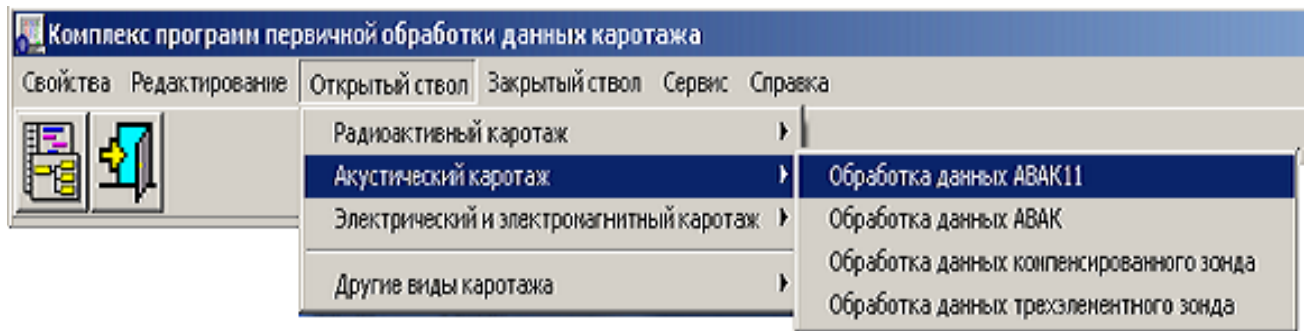 Комплекс программ первичной обработки данных каротажа
Свойства Редактирование Открытый ствол Закрытый ствол Сервис Справка
Радиоактивный каротаж
Акустический каротаж
Электрический и электромагнитный каротаж
Другие виды каротажа
Обработка данных АВАК11
Обработка данных АВАК
Обработка данных компенсированного зонда
Обработка данных трехэлементного зонда